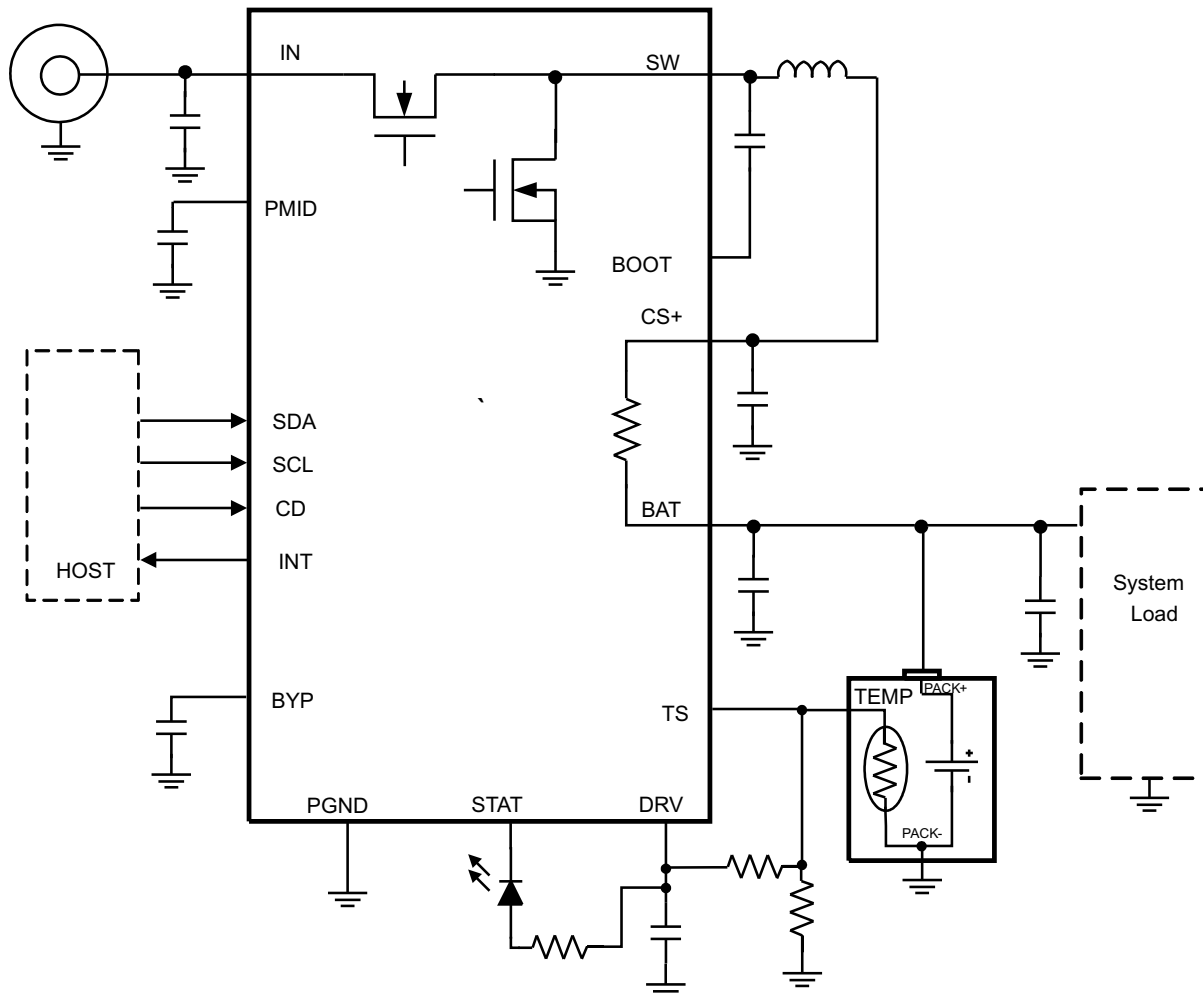 IN
SW
PMID
BOOT
CS+
SDA
SCL
CD
BAT
INT
HOST
System
Load
BYP
TS
TEMP
PACK+
+
-
PACK-
PGND
STAT
DRV
`